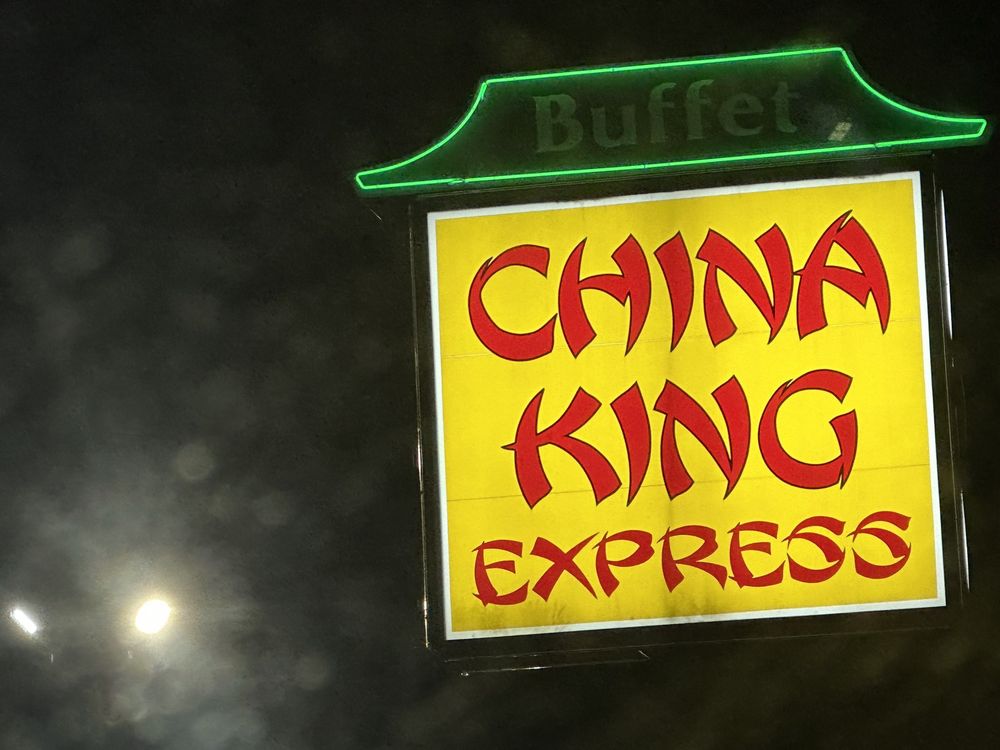 Buffet
CHINA
KING
EXPRESS